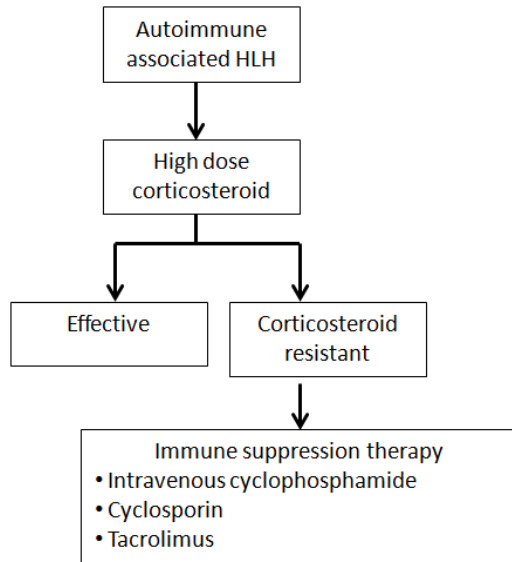 Autoimmune
associated HLH
High dose
corticosteroid
Effective
Corticosteroid
resistant
Immune suppression therapy
• Intravenous cyclophosphamide
• Cyclosporin
• Tacrolimus